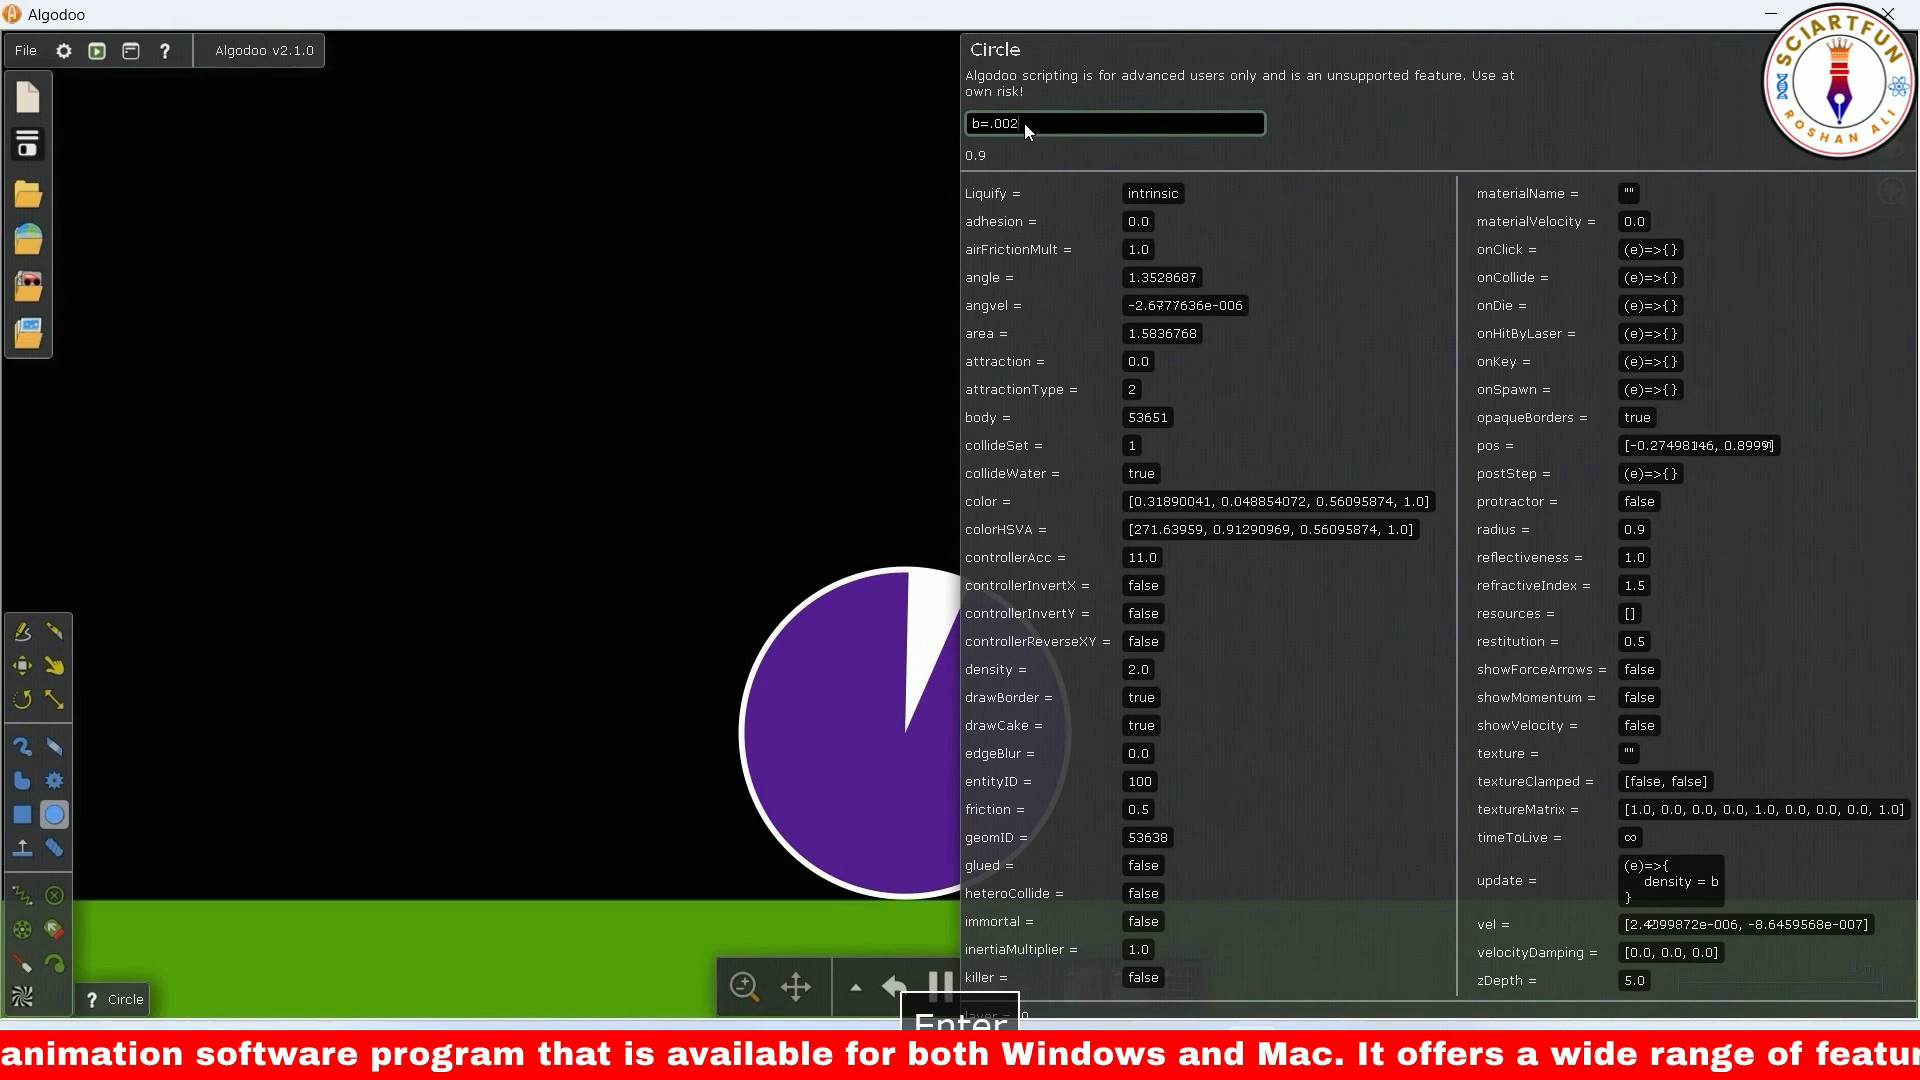 Algodoo
File
Algodoo v2.1.0
Circle
Algodoo scripting is for advanced users only and is an unsupported feature. Use at
own risk!
b=.002
0.9
Liquify = intrinsic
adhesion = 0.0
airFrictionMult = 1.0
angle = 1.3528687
angvel = -2.6777636e-006
area = 1.5836768
attraction = 0.0
attractionType = 2
body = 53651
collideSet = 1
collideWater = true
color = [0.31890041, 0.048854072, 0.56095874, 1.0]
colorHSVA = [271.63959, 0.91290969, 0.56095874, 1.0]
controllerAcc = 11.0
controllerInvertX = false
controllerInvertY = false
controllerReverseXY = false
density = 2.0
drawBorder = true
drawCake = true
edgeBlur = 0.0
entityID = 100
friction = 0.5
geomID = 53638
glued = false
heteroCollide = false
immortal = false
inertiaMultiplier = 1.0
killer = false
materialName = ""
materialVelocity = 0.0
onClick = (e)=>{}
onCollide = (e)=>{}
onDie = (e)=>{}
onHitByLaser = (e)=>{}
onKey = (e)=>{}
onSpawn = (e)=>{}
opaqueBorders = true
pos =
postStep = (e)=>{}
protractor = false
radius = 0.9
reflectiveness = 1.0
refractiveIndex = 1.5
resources = []
restitution = 0.5
showForceArrows = false
showMomentum = false
showVelocity = false
texture = ""
textureClamped = [false, false]
textureMatrix = [1.0, 0.0, 0.0, 0.0, 1.0, 0.0, 0.0, 0.0, 1.0]
timeToLive = ∞
update = (e)=>{
density = b
}
vel = -8.6459568e-007]
velocityDamping = [0.0, 0.0, 0.0]
zDepth = 5.0
? Circle
Enter
SCIARTFUN
ROSHAN ALI
animation software program that is available for both Windows and Mac. It offers a wide range of featur